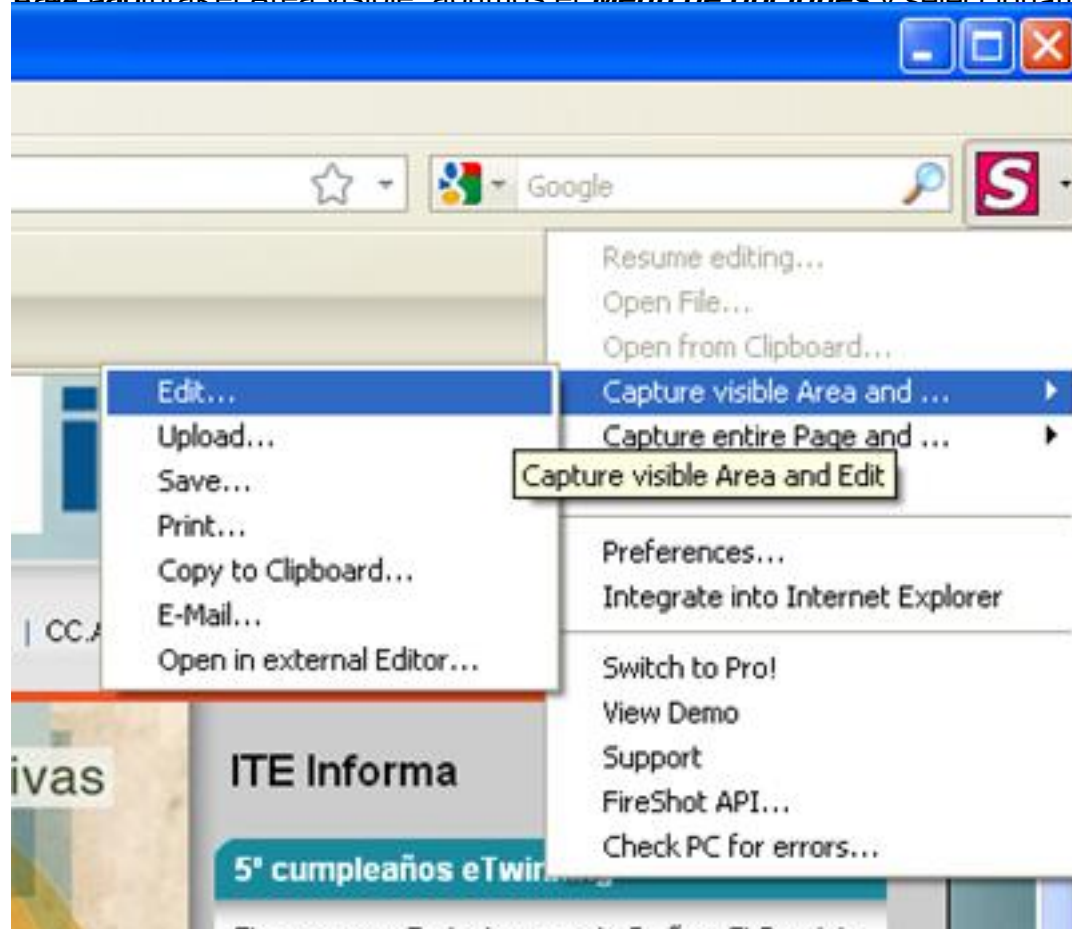 Google
S
Resume editing...
Open File...
Open from Clipboard...
Capture visible Area and ...
Capture entire Page and ...
Capture visible Area and Edit
Preferences...
Integrate into Internet Explorer
Switch to Pro!
View Demo
Support
FireShot API...
Check PC for errors...
Edit...
Upload...
Save...
Print...
Copy to Clipboard...
E-Mail...
Open in external Editor...
| CC.A
ivas
ITE Informa
5º cumpleaños eTwin